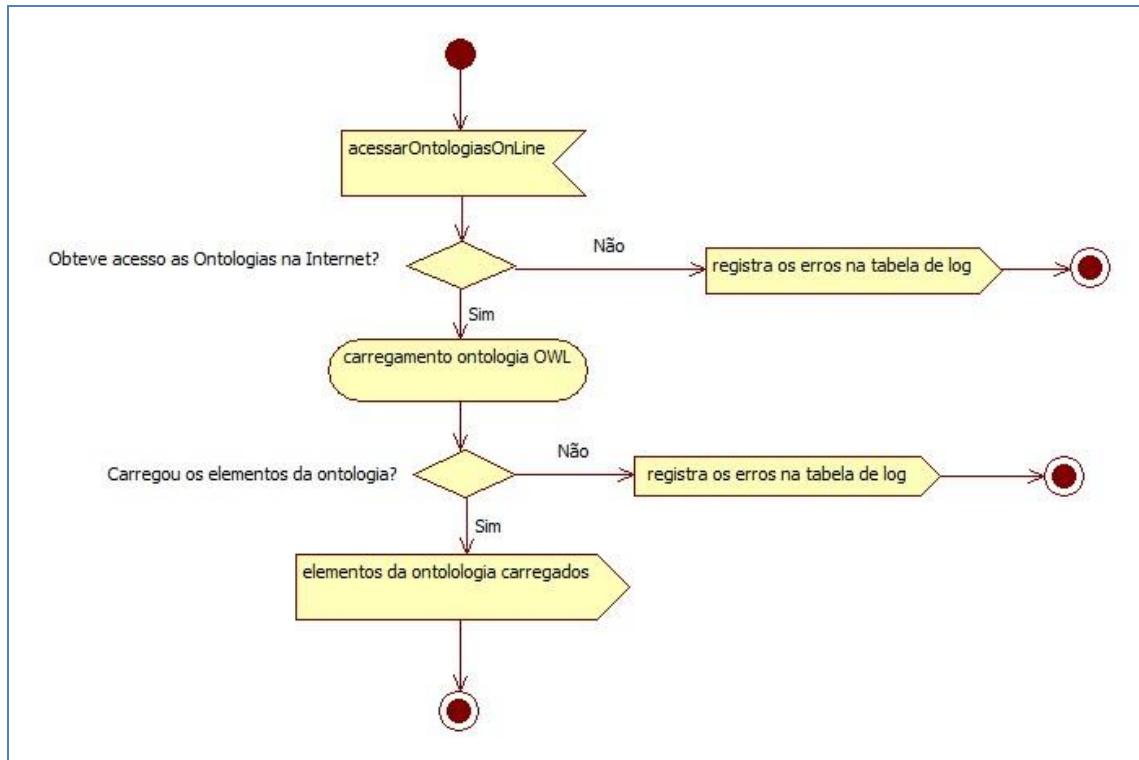 acessarOntologiasOnLine
Obteve acesso as Ontologias na Internet?
Não
registra os erros na tabela de log
Sim
carregamento ontologia OWL
Carregou os elementos da ontologia?
Não
registra os erros na tabela de log
Sim
elementos da ontolologia carregados